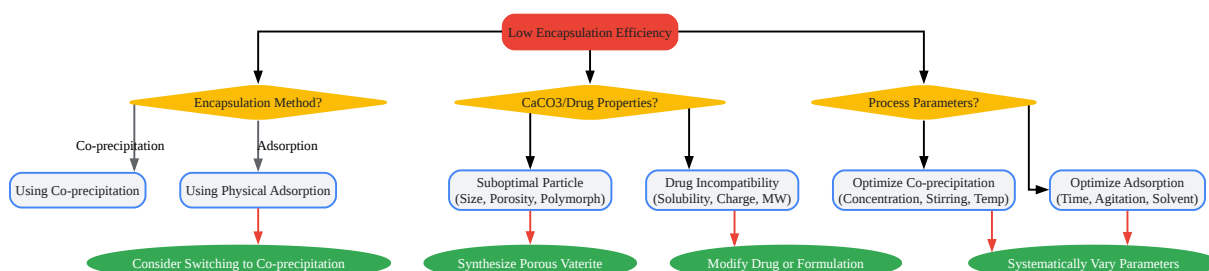 Low Encapsulation Efficiency
Encapsulation Method?
CaCO3/Drug Properties?
Process Parameters?
Co-precipitation
Adsorption
Using Co-precipitation
Using Physical Adsorption
Suboptimal Particle
(Size, Porosity, Polymorph)
Drug Incompatibility
(Solubility, Charge, MW)
Optimize Co-precipitation
(Concentration, Stirring, Temp)
Optimize Adsorption
(Time, Agitation, Solvent)
Consider Switching to Co-precipitation
Synthesize Porous Vaterite
Modify Drug or Formulation
Systematically Vary Parameters